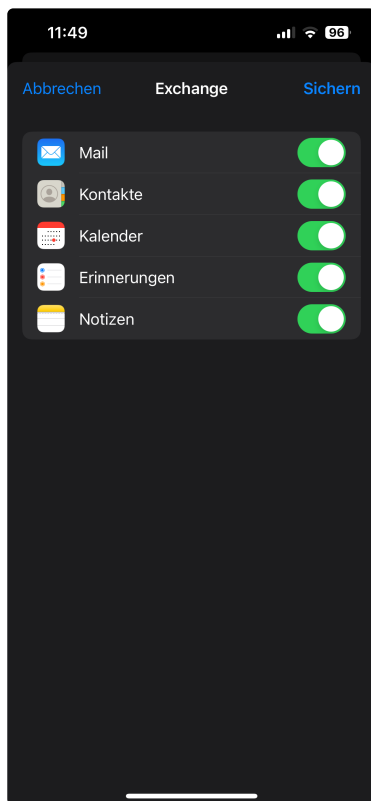 11:49 96
Abbrechen Exchange Sichern
Mail
Kontakte
Kalender
Erinnerungen
Notizen